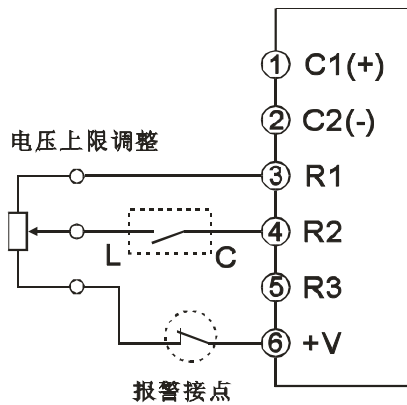 ① C1(+)
② C2(-)
电压上限调整
③ R1
④ R2
L C
⑤ R3
⑥ +V
报警接点